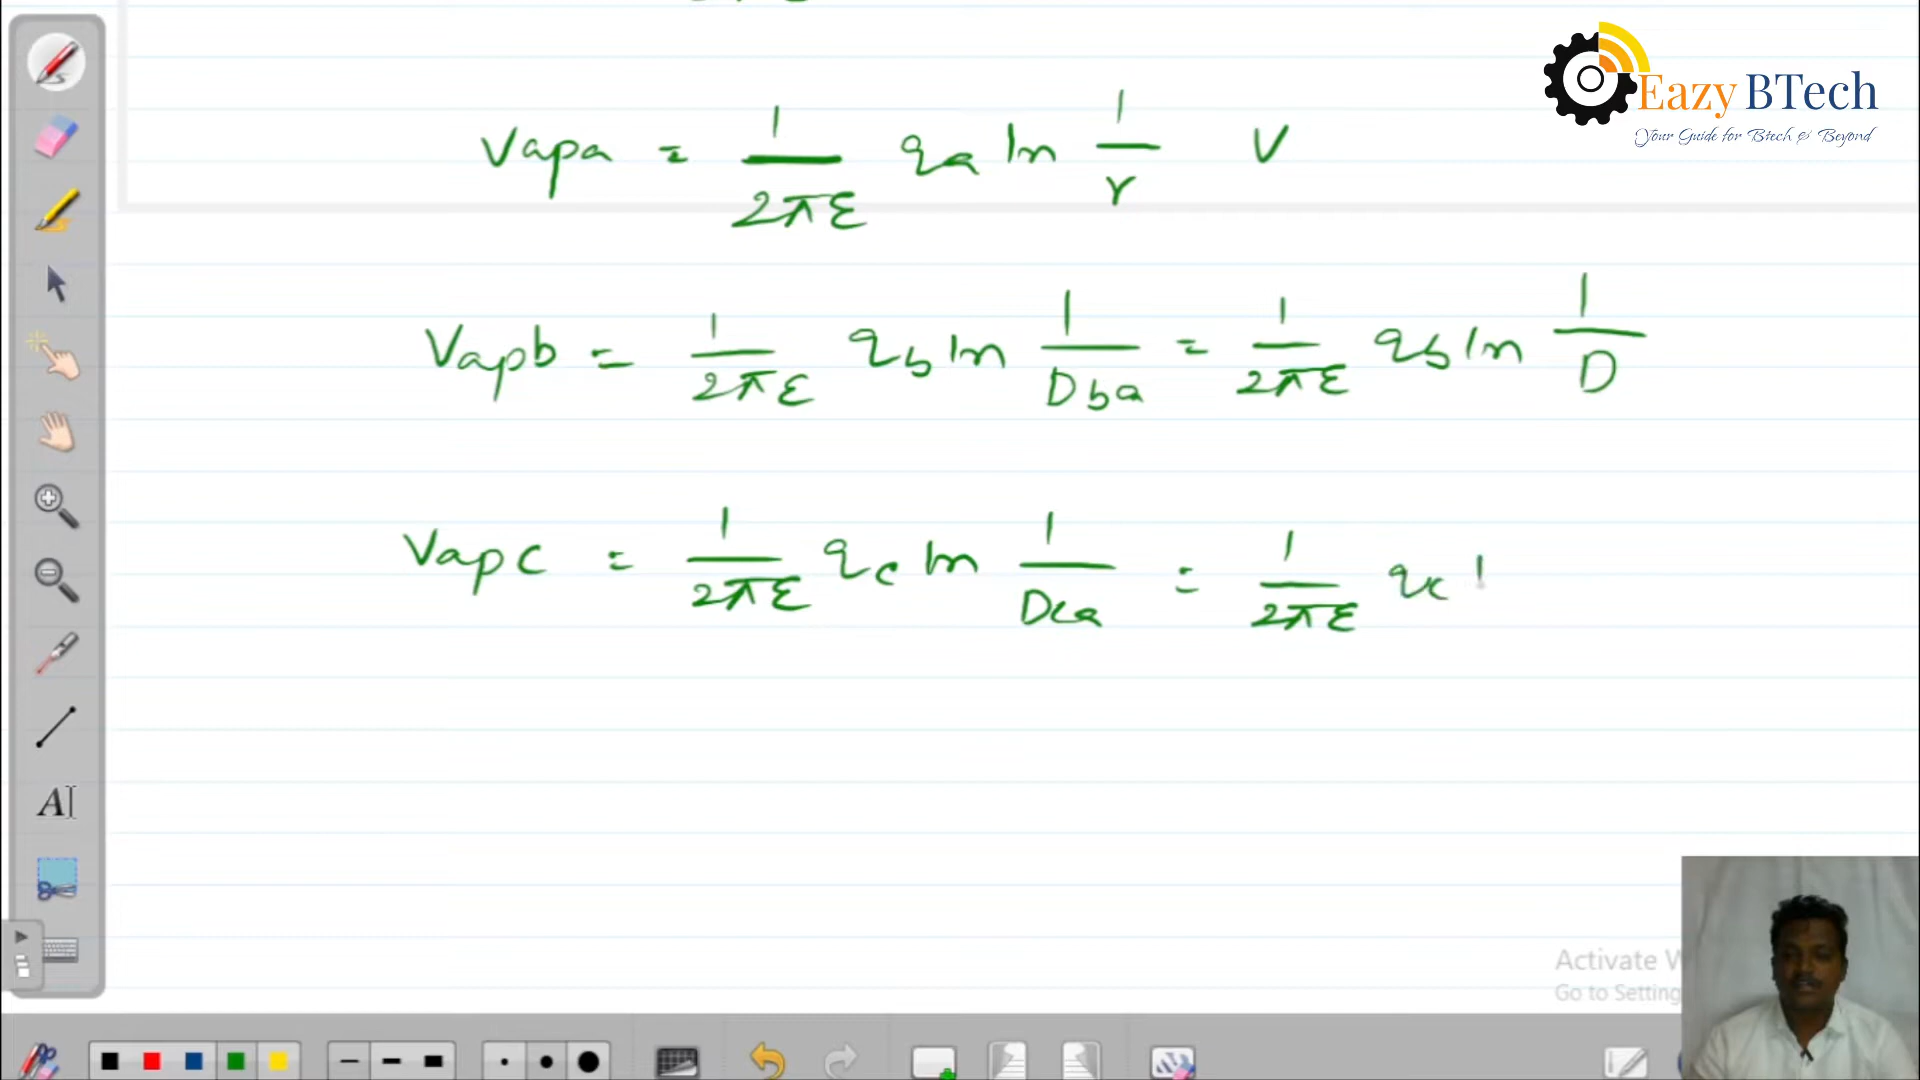 Eazy BTech
Your Guide for Btech & Beyond
Vapa = 1/2πε qa ln 1/r V
Vapb = 1/2πε qb ln 1/Dba = 1/2πε qb ln 1/D
Vapc = 1/2πε qc ln 1/Dca = 1/2πε qc l
AI
Activate W
Go to Setting